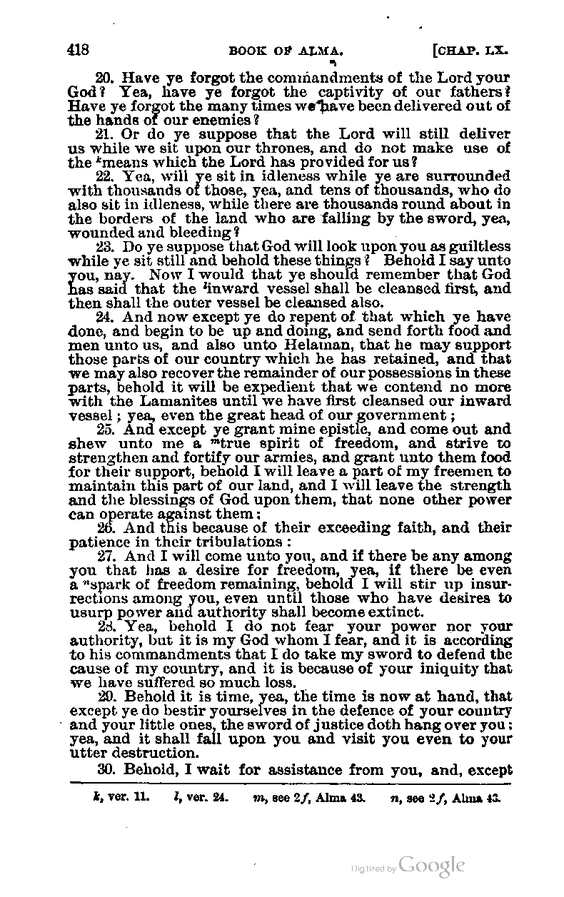 418 BOOK OF ALMA. [CHAP. LX.
20. Have ye forgot the commandments of the Lord your
God? Yea, have ye forgot the captivity of our fathers?
Have ye forgot the many times we have been delivered out of
the hands of our enemies?
21. Or do ye suppose that the Lord will still deliver
us while we sit upon our thrones, and do not make use of
the kmeans which the Lord has provided for us?
22. Yea, will ye sit in idleness while ye are surrounded
with thousands of those, yea, and tens of thousands, who do
also sit in idleness, while there are thousands round about in
the borders of the land who are falling by the sword, yea,
wounded and bleeding?
23. Do ye suppose that God will look upon you as guiltless
while ye sit still and behold these things? Behold I say unto
you, nay. Now I would that ye should remember that God
has said that the linward vessel shall be cleansed first, and
then shall the outer vessel be cleansed also.
24. And now except ye do repent of that which ye have
done, and begin to be up and doing, and send forth food and
men unto us, and also unto Helaman, that he may support
those parts of our country which he has retained, and that
we may also recover the remainder of our possessions in these
parts, behold it will be expedient that we contend no more
with the Lamanites until we have first cleansed our inward
vessel; yea, even the great head of our government;
25. And except ye grant mine epistle, and come out and
shew unto me a mtrue spirit of freedom, and strive to
strengthen and fortify our armies, and grant unto them food
for their support, behold I will leave a part of my freemen to
maintain this part of our land, and I will leave the strength
and the blessings of God upon them, that none other power
can operate against them;
26. And this because of their exceeding faith, and their
patience in their tribulations:
27. And I will come unto you, and if there be any among
you that has a desire for freedom, yea, if there be even
a nspark of freedom remaining, behold I will stir up insur-
rections among you, even until those who have desires to
usurp power and authority shall become extinct.
28. Yea, behold I do not fear your power nor your
authority, but it is my God whom I fear, and it is according
to his commandments that I do take my sword to defend the
cause of my country, and it is because of your iniquity that
we have suffered so much loss.
29. Behold it is time, yea, the time is now at hand, that
except ye do bestir yourselves in the defence of your country
and your little ones, the sword of justice doth hang over you;
yea, and it shall fall upon you and visit you even to your
utter destruction.
30. Behold, I wait for assistance from you, and, except
k, ver. 11. l, ver. 24. m, see 2f, Alma 43. n, see 2f, Alma 43.
Digitized by Google